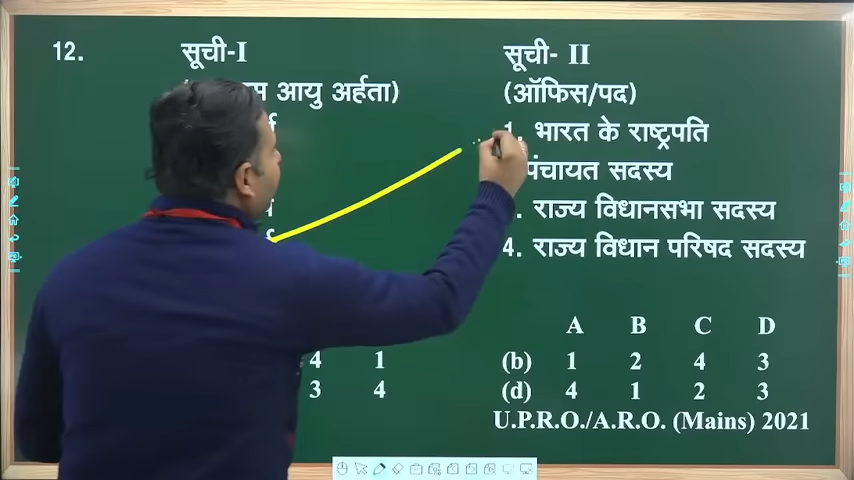 12. सूची-I सूची- II
आयु अर्हता) (ऑफिस/पद)
1. भारत के राष्ट्रपति
पंचायत सदस्य
. राज्य विधानसभा सदस्य
4. राज्य विधान परिषद सदस्य
A B C D
4 1 (b) 1 2 4 3
3 4 (d) 4 1 2 3
U.P.R.O./A.R.O. (Mains) 2021